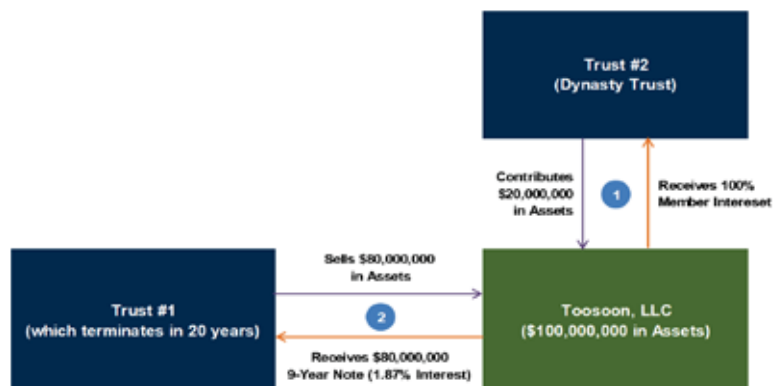 Trust #2
(Dynasty Trust)
Contributes
$20,000,000
in Assets
1
Receives 100%
Member Intereset
Sells $80,000,000
in Assets
Trust #1
(which terminates in 20 years)
2
Toosoon, LLC
($100,000,000 in Assets)
Receives $80,000,000
9-Year Note (1.87% Interest)